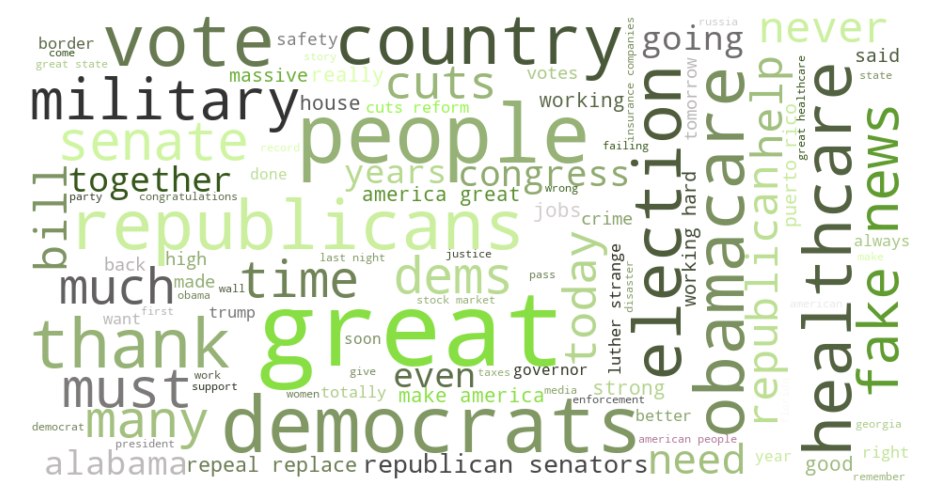 vote
country
people
military
senate
republicans
great
thank
democrats
election
obamacare
healthcare
fake news
republican
help
never
going
said
state
safety
border
come
great state
massive
really
story
cuts
votes
house
cuts reform
working
insurance companies
russia
tomorrow
puerto rico
great healthcare
failing
together
record
done
years
congress
wrong
bill
party
congratulations
america great
jobs
crime
working hard
always
make
american
much
back
high
made
obama
last night
justice
time
dems
today
pass
disaster
luther strange
wall
stock market
want
first
trump
soon
must
work
support
give
even
taxes
governor
strong
women
totally
make america
media
enforcement
better
many
democrat
president
american people
georgia
alabama
repeal replace
republican senators
need
year
good
right
remember